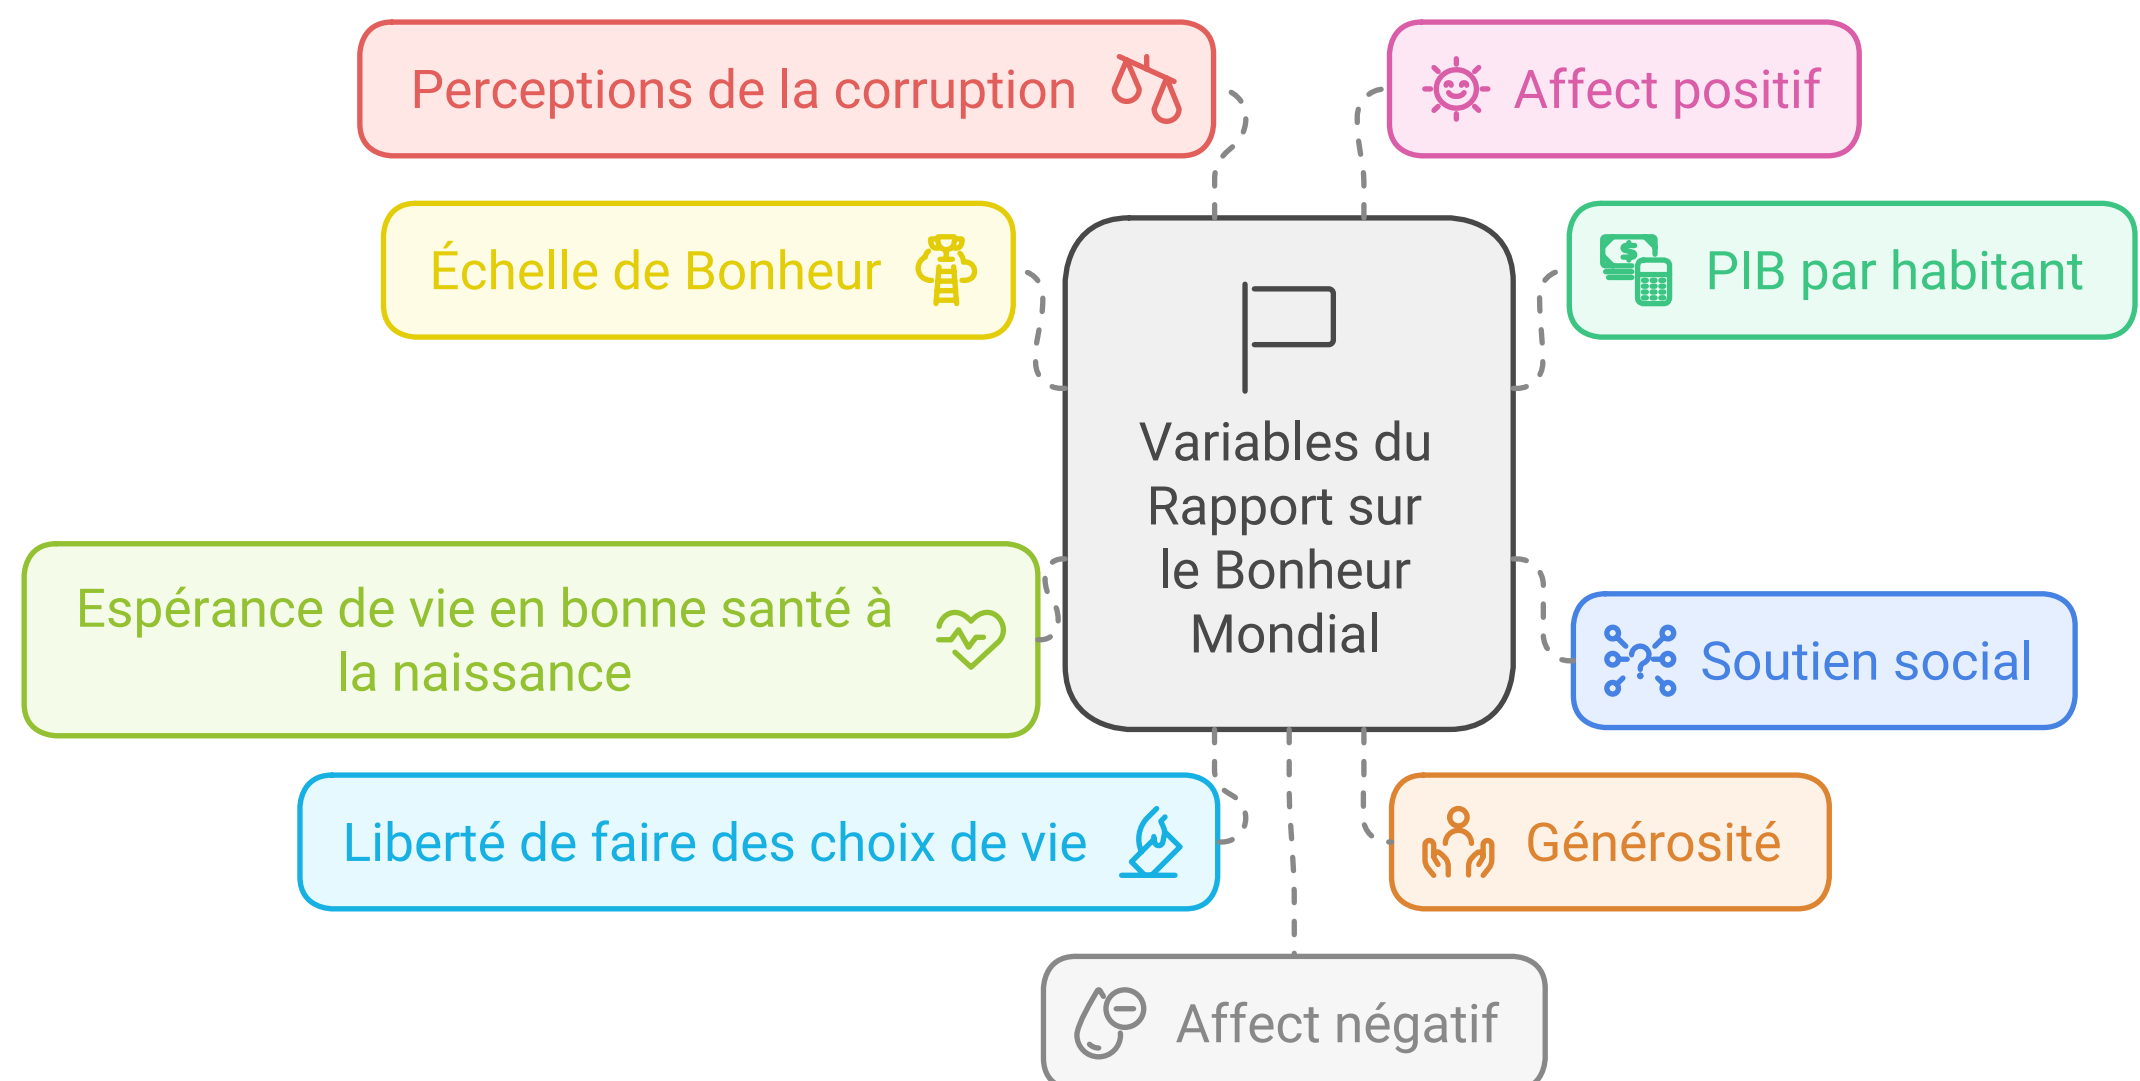 Perceptions de la corruption
Affect positif
Échelle de Bonheur
PIB par habitant
Variables du
Rapport sur
le Bonheur
Mondial
Espérance de vie en bonne santé à
la naissance
Soutien social
Liberté de faire des choix de vie
Générosité
Affect négatif